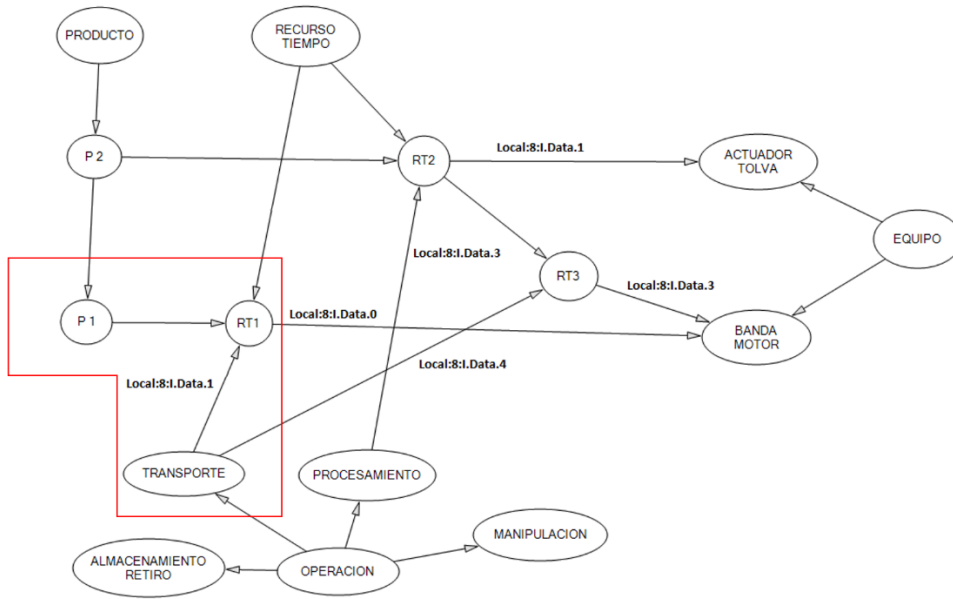 PRODUCTO
RECURSO
TIEMPO
P 2
RT2
Local:8:I.Data.1
ACTUADOR
TOLVA
Local:8:I.Data.3
EQUIPO
RT3
Local:8:I.Data.3
P 1
RT1
Local:8:I.Data.0
BANDA
MOTOR
Local:8:I.Data.1
Local:8:I.Data.4
TRANSPORTE
PROCESAMIENTO
MANIPULACION
ALMACENAMIENTO
RETIRO
OPERACION